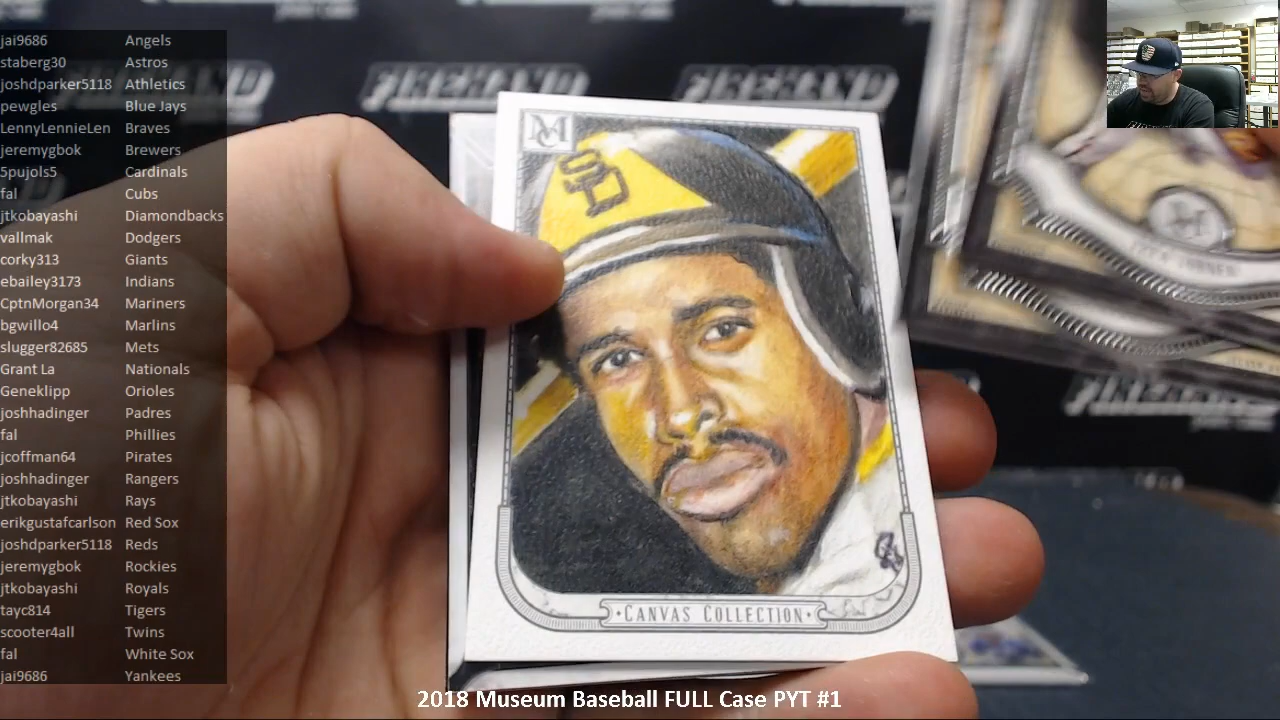 jai9686 Angels
staberg30 Astros
joshdparker5118 Athletics
pewgles Blue Jays
LennyLennieLen Braves
jeremygbok Brewers
5pujols5 Cardinals
fal Cubs
jtkobayashi Diamondbacks
vallmak Dodgers
corky313 Giants
ebailey3173 Indians
CptnMorgan34 Mariners
bgwillo4 Marlins
slugger82685 Mets
Grant La Nationals
Geneklipp Orioles
joshhadinger Padres
fal Phillies
jcoffman64 Pirates
joshhadinger Rangers
jtkobayashi Rays
erikgustafcarlson Red Sox
joshdparker5118 Reds
jeremygbok Rockies
jtkobayashi Royals
tayc814 Tigers
scooter4all Twins
fal White Sox
jai9686 Yankees
FIREHAND FIREHAND
MC
SD
CANVAS COLLECTION
2018 Museum Baseball FULL Case PYT #1